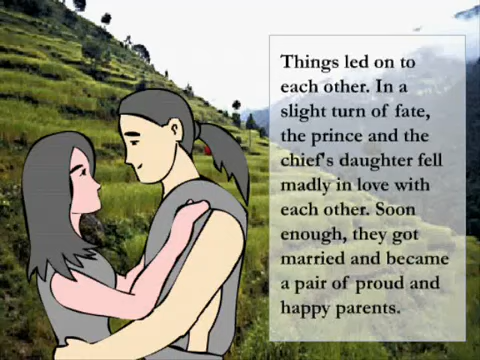 Things led on to
each other. In a
slight turn of fate,
the prince and the
chief's daughter fell
madly in love with
each other. Soon
enough, they got
married and became
a pair of proud and
happy parents.